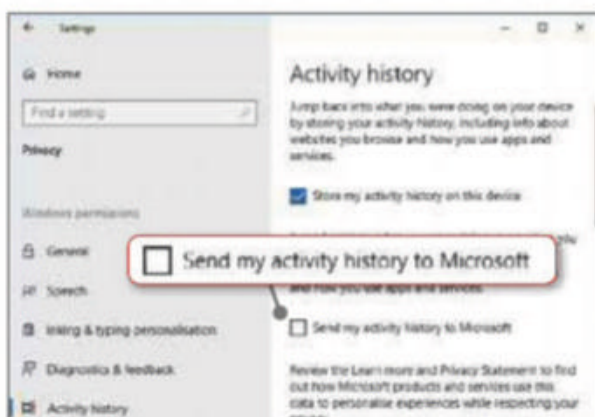 Settings
Home
Activity history
Find a setting
Jump back into what you were doing on your device
by storing your activity history, including info about
websites you browse and how you use apps and
services.
Privacy
Store my activity history on this device
Windows permissions
General
Send my activity history to Microsoft
Speech
and how you use apps and services.
Inking & typing personalisation
Send my activity history to Microsoft
Diagnostics & feedback
Review the Learn more and Privacy Statement to find
out how Microsoft products and services use this
data to personalise experiences while respecting your
Activity history